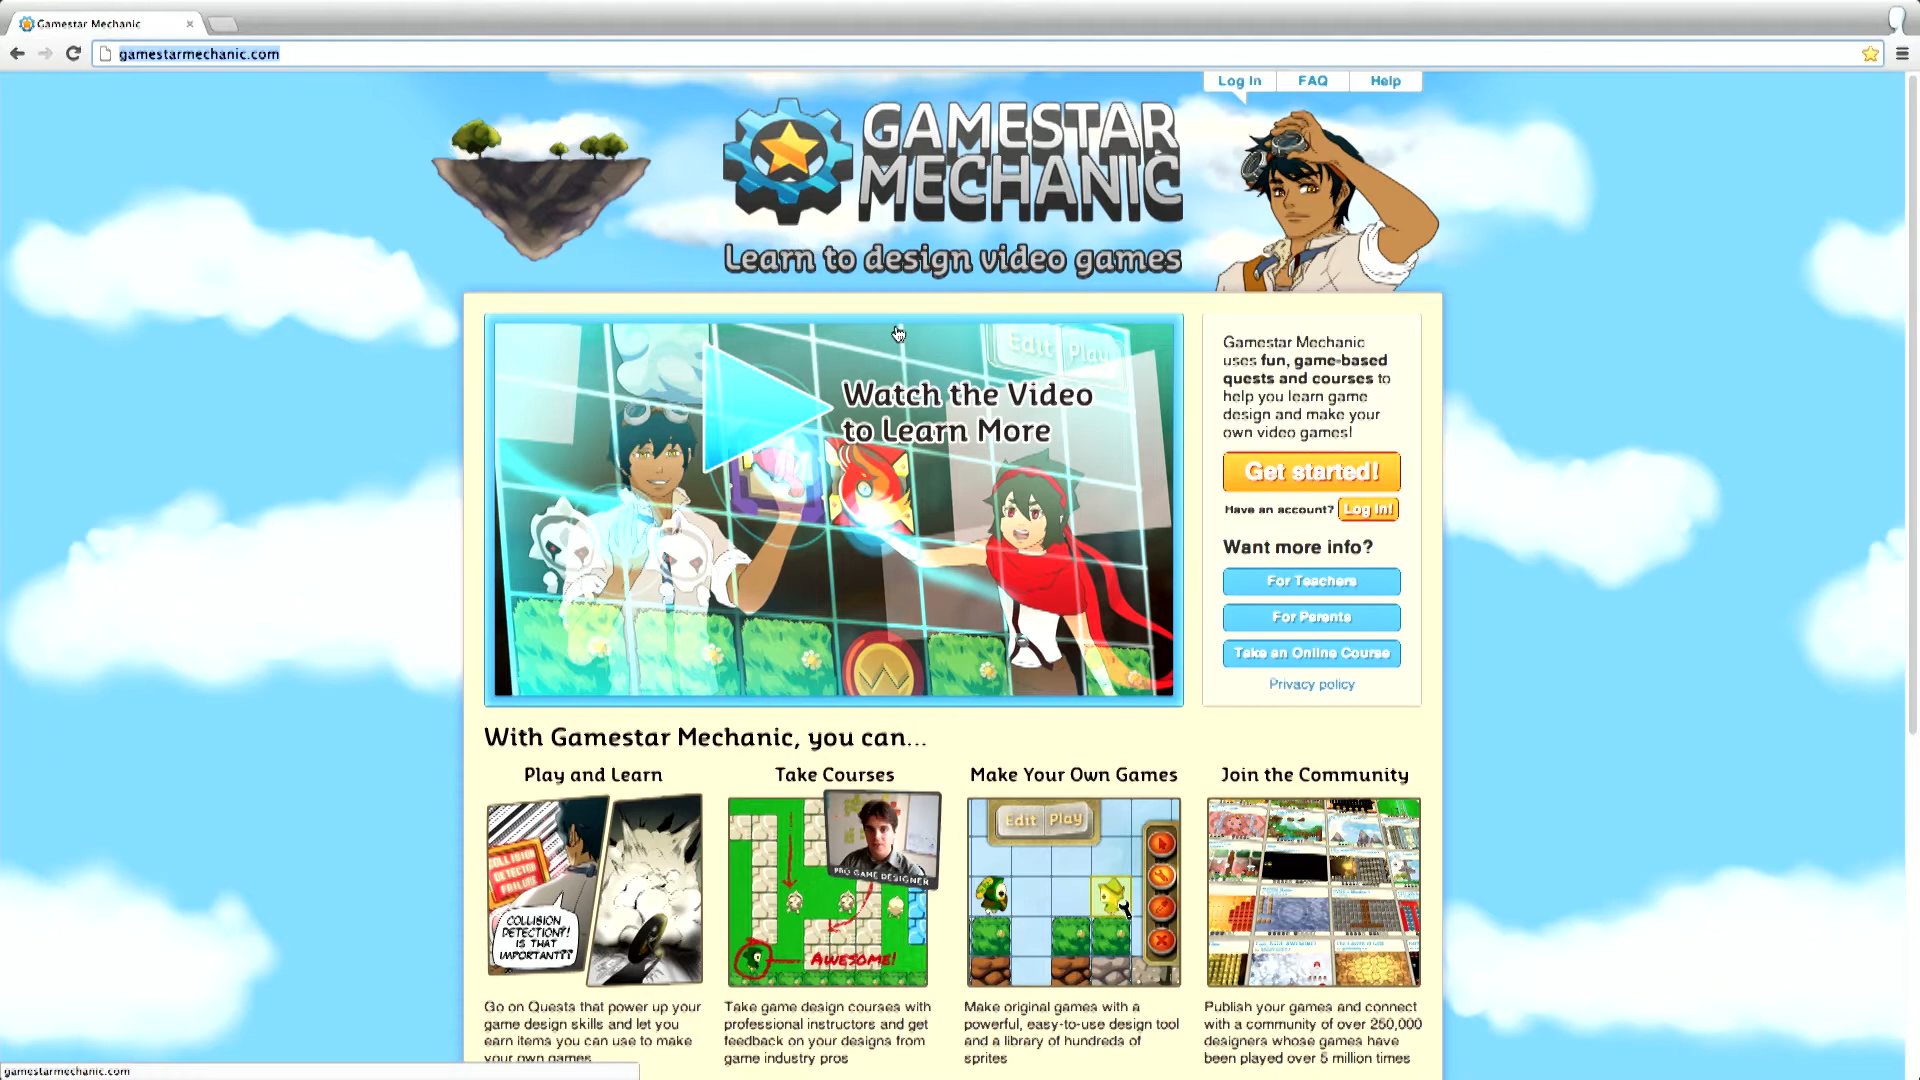 Gamestar Mechanic
gamestarmechanic.com
Log In FAQ Help
GAMESTAR
MECHANIC
Learn to design video games
Edit Play
Watch the Video
to Learn More
Gamestar Mechanic
uses fun, game-based
quests and courses to
help you learn game
design and make your
own video games!
Get started!
Have an account? Log In!
Want more info?
For Teachers
For Parents
Take an Online Course
Privacy policy
With Gamestar Mechanic, you can...
Play and Learn
COLLISION
DETECTOR
FAILURE
COLLISION
DETECTION?!
IS THAT
IMPORTANT??
Go on Quests that power up your
game design skills and let you
earn items you can use to make
your own games
Take Courses
PRO GAME DESIGNER
AWESOME!
Take game design courses with
professional instructors and get
feedback on your designs from
game industry pros
Make Your Own Games
Edit Play
Make original games with a
powerful, easy-to-use design tool
and a library of hundreds of
sprites
Join the Community
Publish your games and connect
with a community of over 250,000
designers whose games have
been played over 5 million times
gamestarmechanic.com